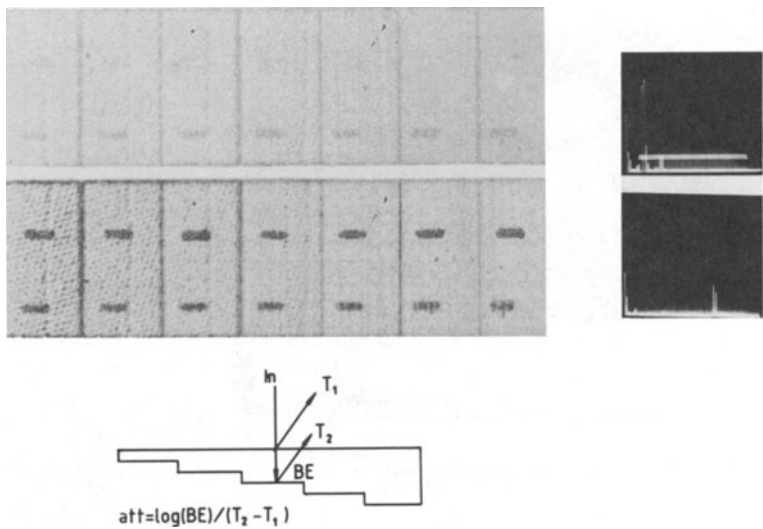 In
T₁
T₂
BE
att=log(BE)/(T₂-T₁)